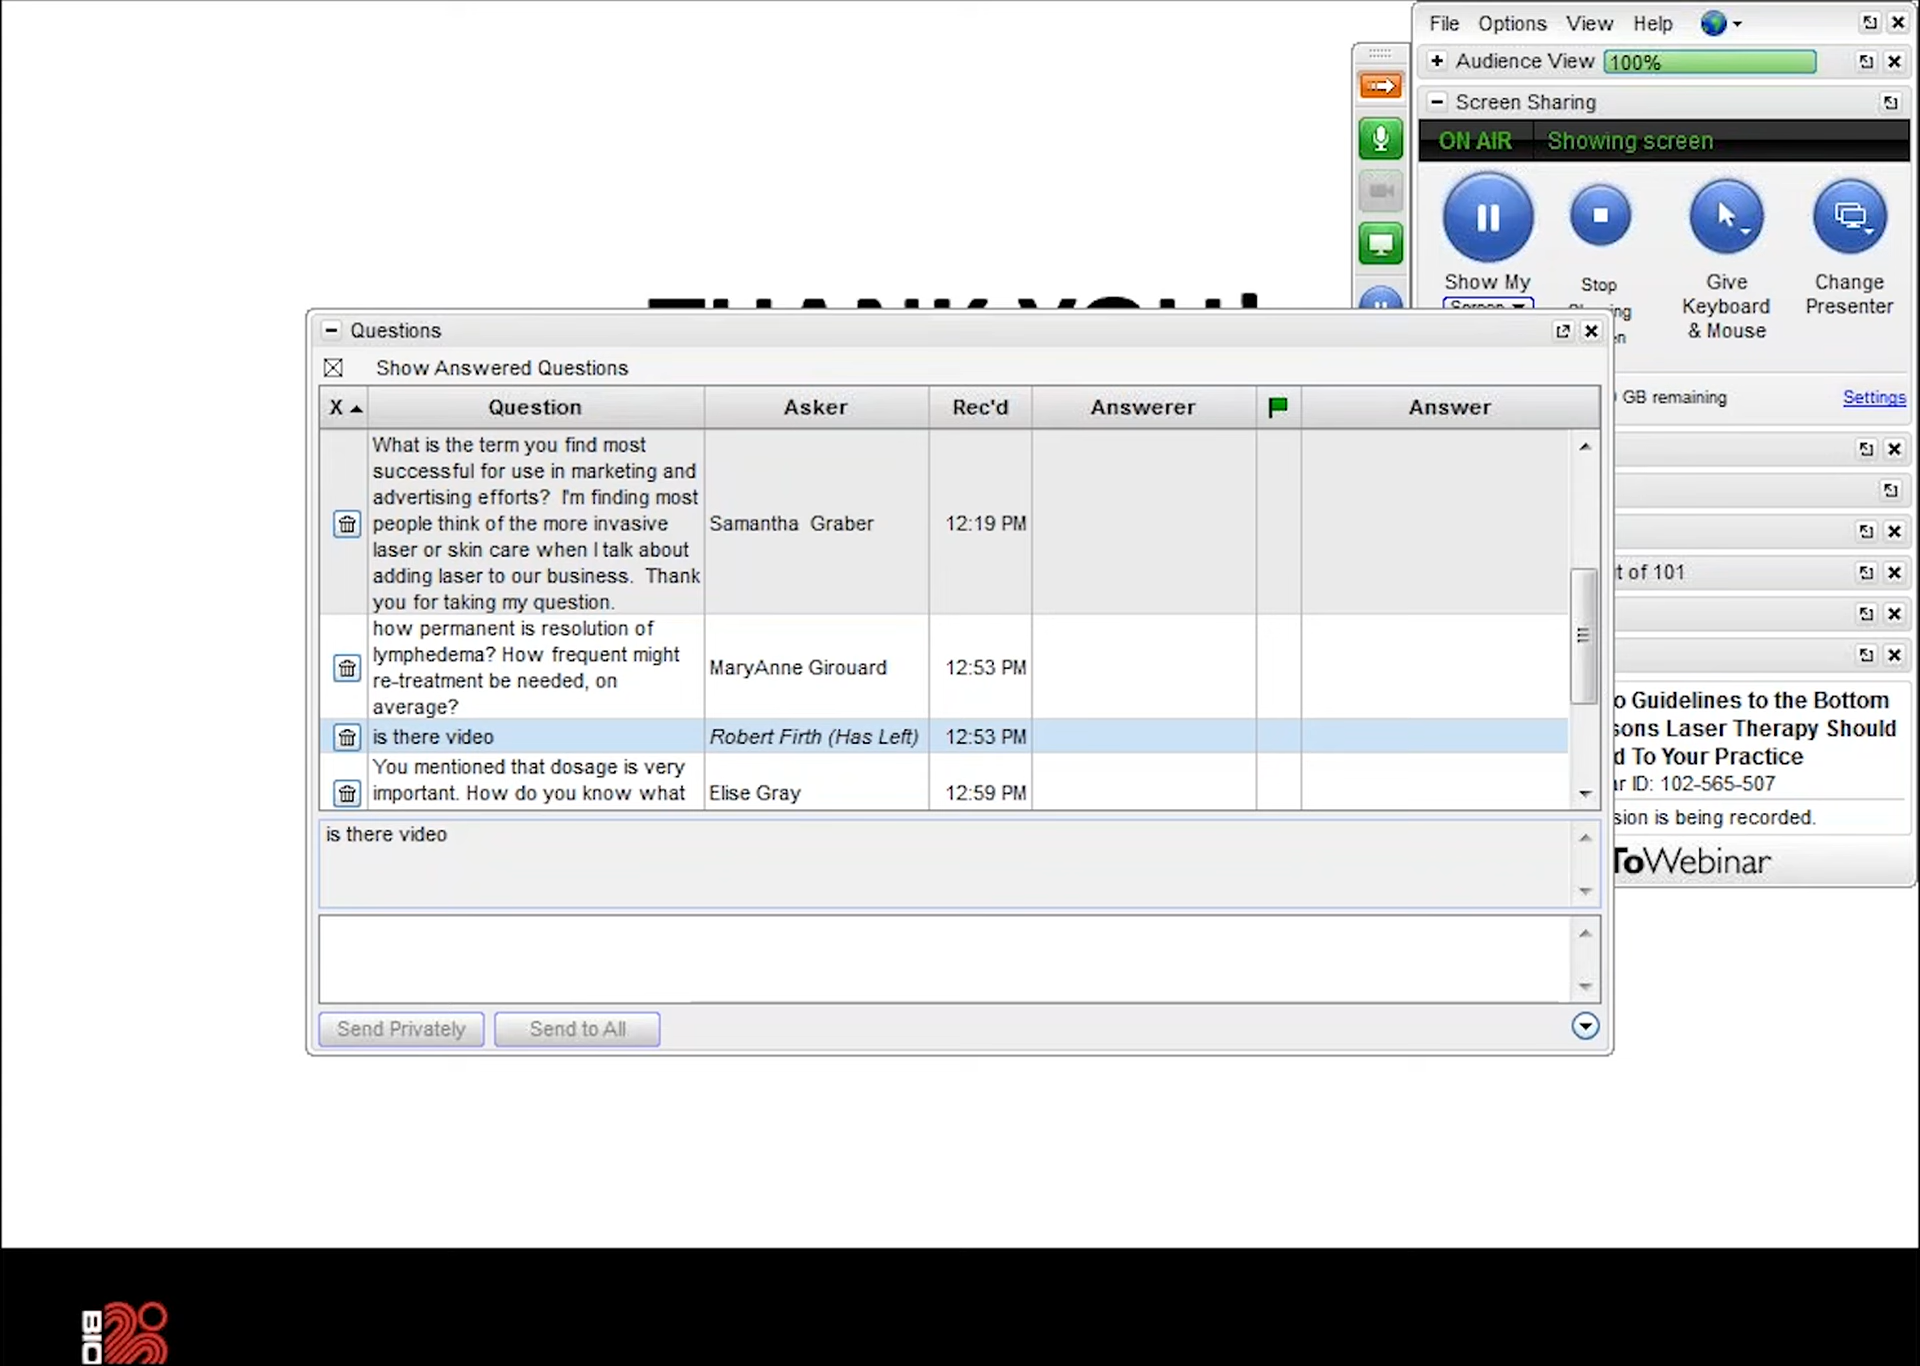 File Options View Help
+ Audience View 100%
− Screen Sharing
ON AIR Showing screen
Show My
Screen
Stop
Give
Keyboard
& Mouse
Change
Presenter
GB remaining Settings
THANK YOU!
− Questions
Show Answered Questions
X Question Asker Rec'd Answerer Answer
What is the term you find most
successful for use in marketing and
advertising efforts? I'm finding most
people think of the more invasive
laser or skin care when I talk about
adding laser to our business. Thank
you for taking my question.
Samantha Graber 12:19 PM
how permanent is resolution of
lymphedema? How frequent might
re-treatment be needed, on
average?
MaryAnne Girouard 12:53 PM
is there video Robert Firth (Has Left) 12:53 PM
You mentioned that dosage is very
important. How do you know what
Elise Gray 12:59 PM
is there video
Send Privately Send to All
t of 101
o Guidelines to the Bottom
sons Laser Therapy Should
d To Your Practice
r ID: 102-565-507
sion is being recorded.
ToWebinar
BIO